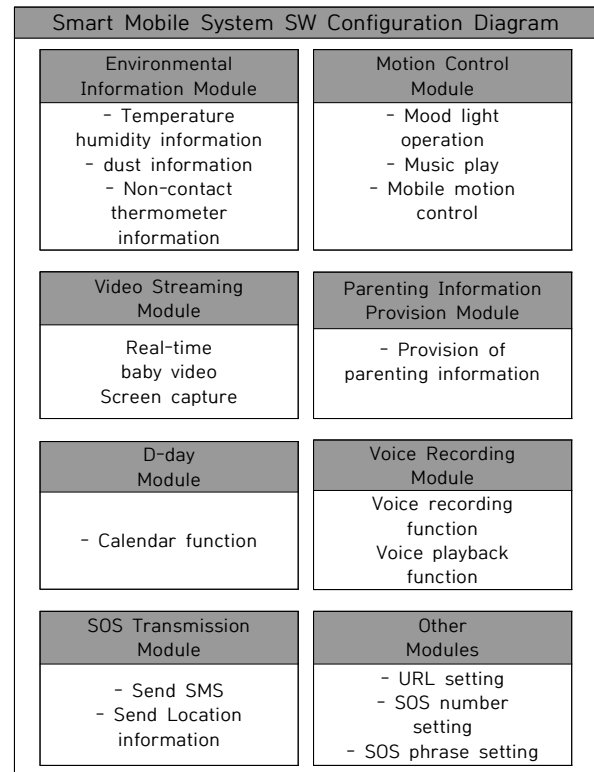 Smart Mobile System SW Configuration Diagram
Environmental
Information Module
- Temperature
humidity information
- dust information
- Non-contact
thermometer
information
Motion Control
Module
- Mood light
operation
- Music play
- Mobile motion
control
Video Streaming
Module
Real-time
baby video
Screen capture
Parenting Information
Provision Module
- Provision of
parenting information
D-day
Module
- Calendar function
Voice Recording
Module
Voice recording
function
Voice playback
function
SOS Transmission
Module
- Send SMS
- Send Location
information
Other
Modules
- URL setting
- SOS number
setting
- SOS phrase setting